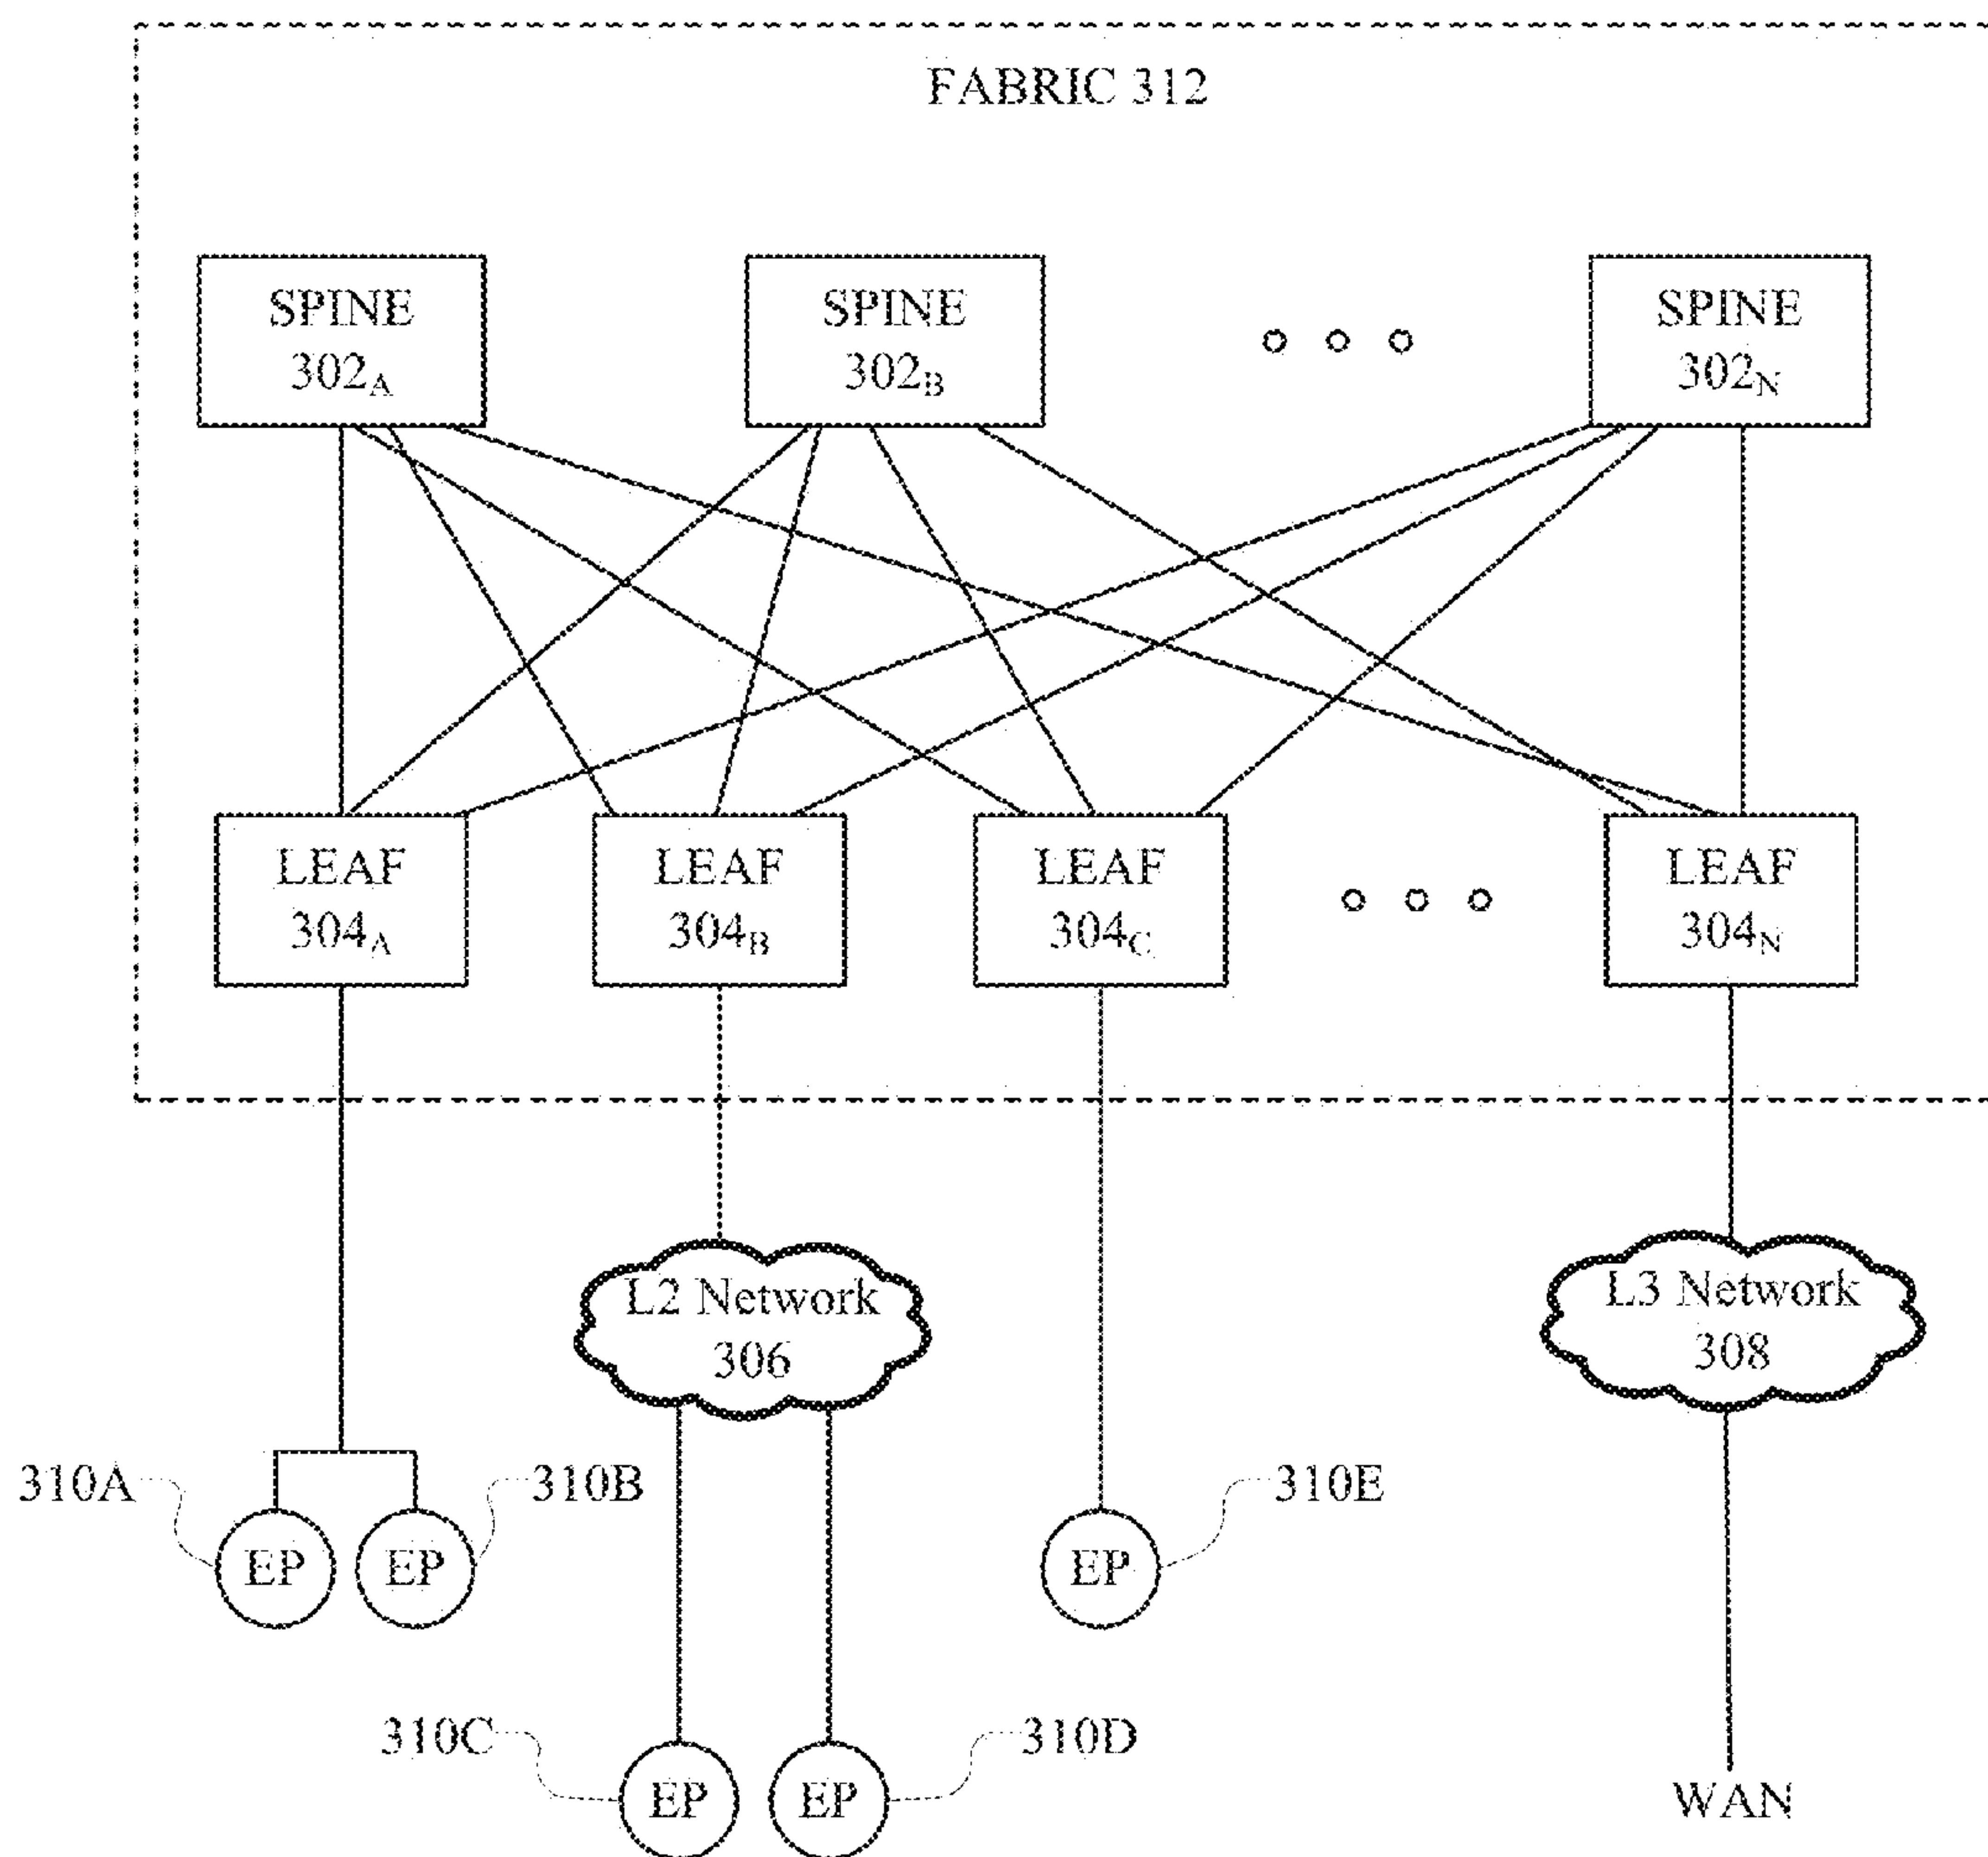 FABRIC 312
SPINE
302A
SPINE
302B
SPINE
302N
LEAF
304A
LEAF
304B
LEAF
304C
LEAF
304N
L2 Network
306
L3 Network
308
310A
310B
310E
EP
EP
EP
310C
310D
EP
EP
WAN